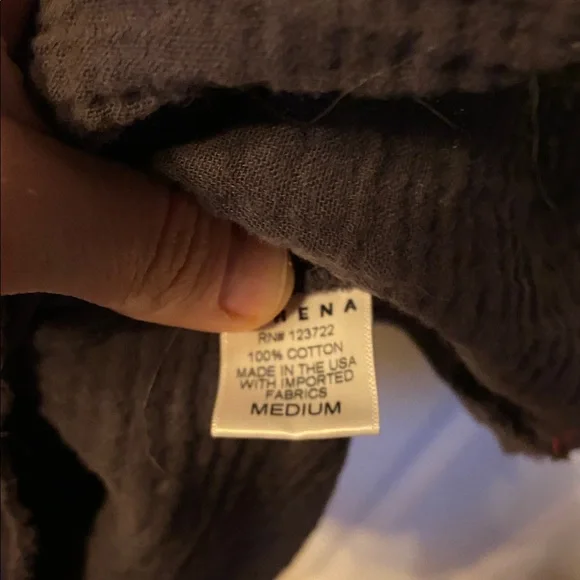 RN# 123722
100% COTTON
MADE IN THE USA
WITH IMPORTED
FABRICS
MEDIUM